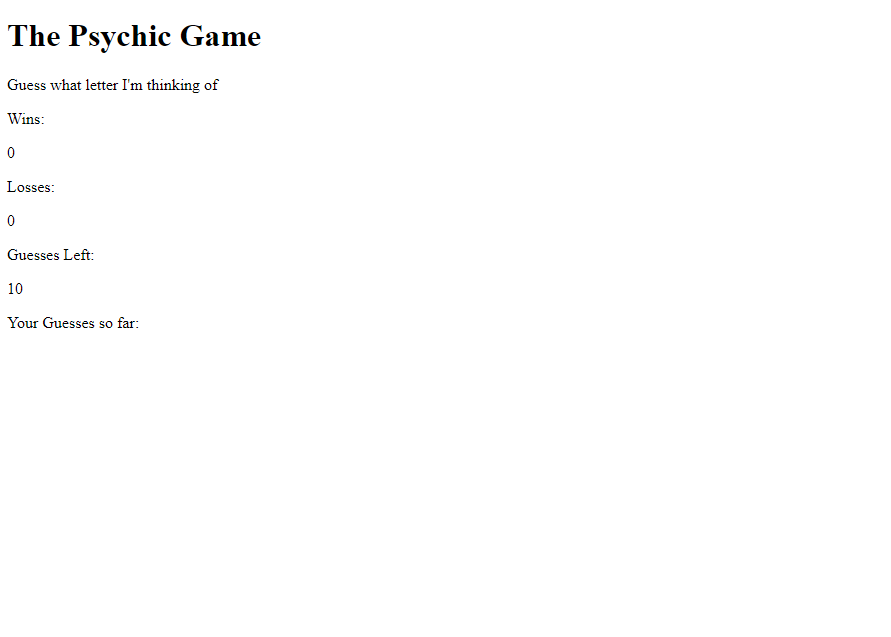 The Psychic Game
Guess what letter I'm thinking of
Wins:
0
Losses:
0
Guesses Left:
10
Your Guesses so far: